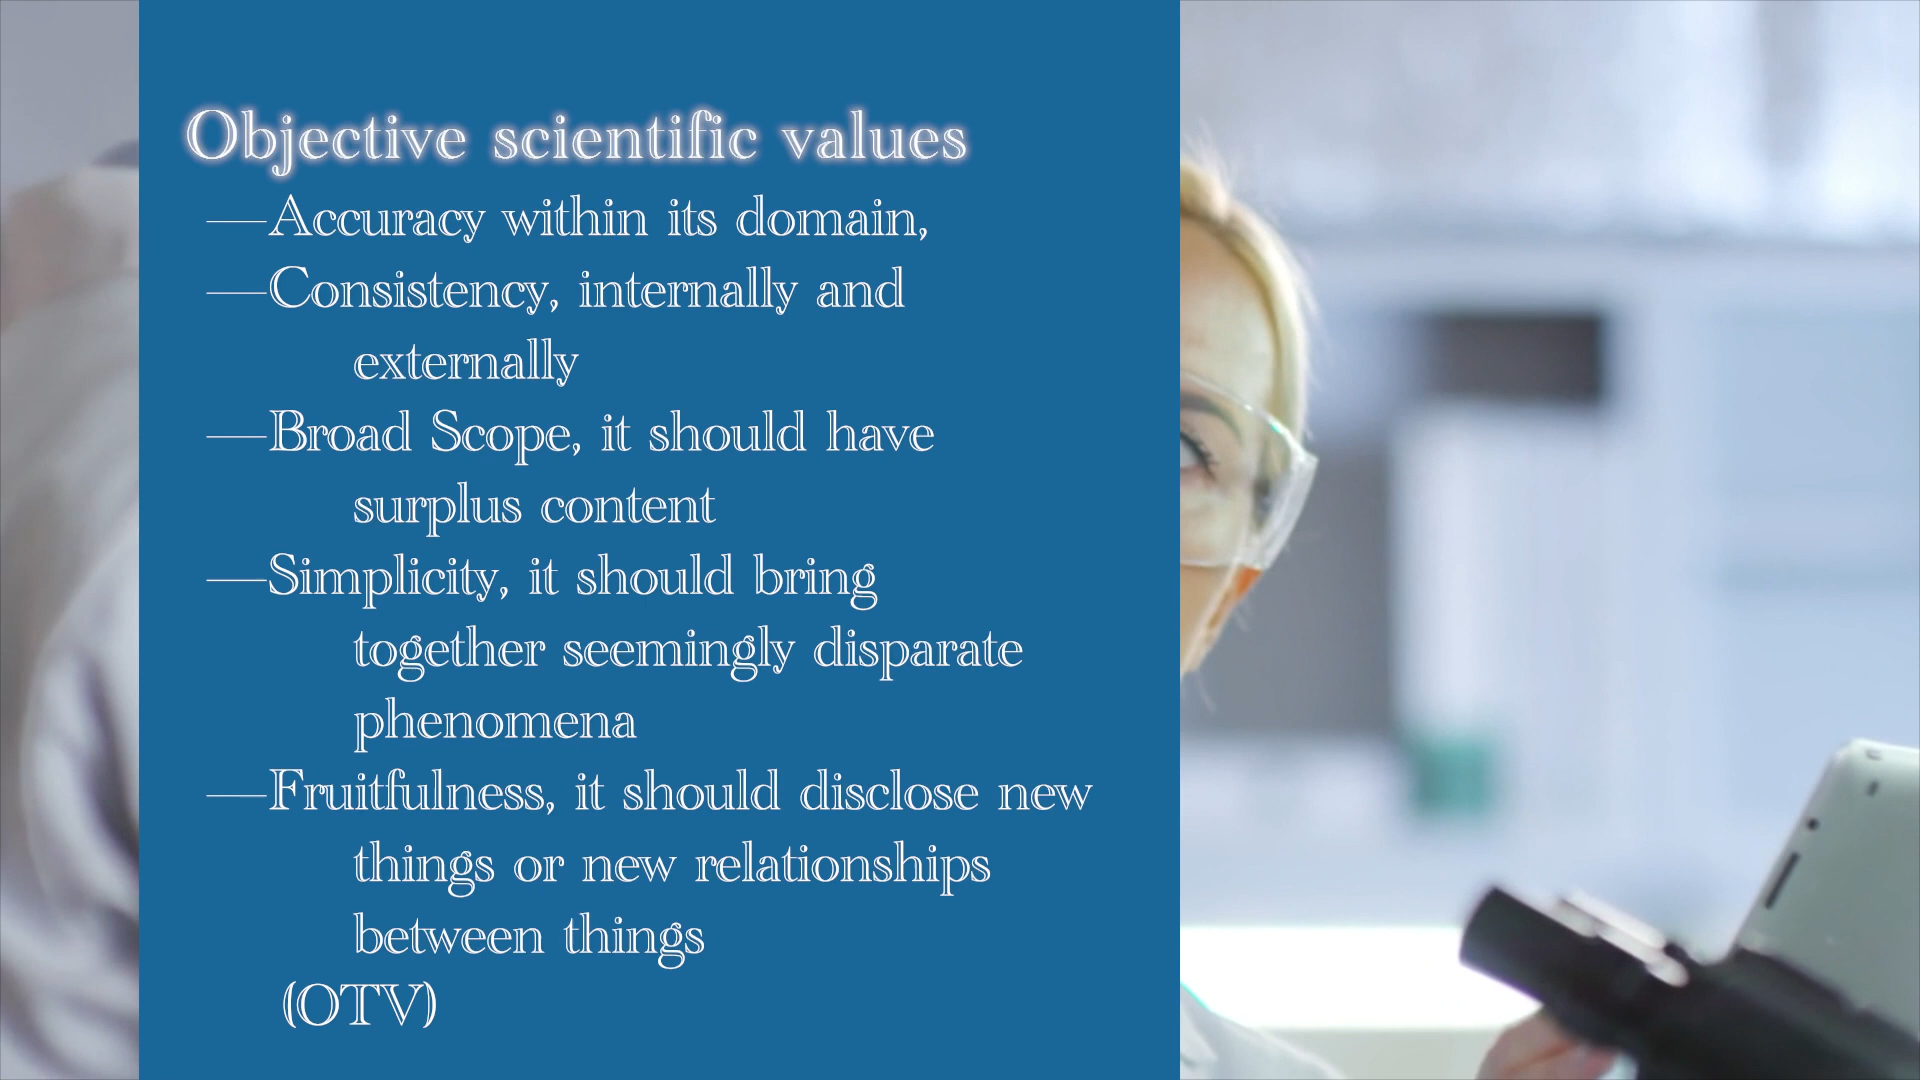 Objective scientific values
—Accuracy within its domain,
—Consistency, internally and
externally
—Broad Scope, it should have
surplus content
—Simplicity, it should bring
together seemingly disparate
phenomena
—Fruitfulness, it should disclose new
things or new relationships
between things
(OTV)